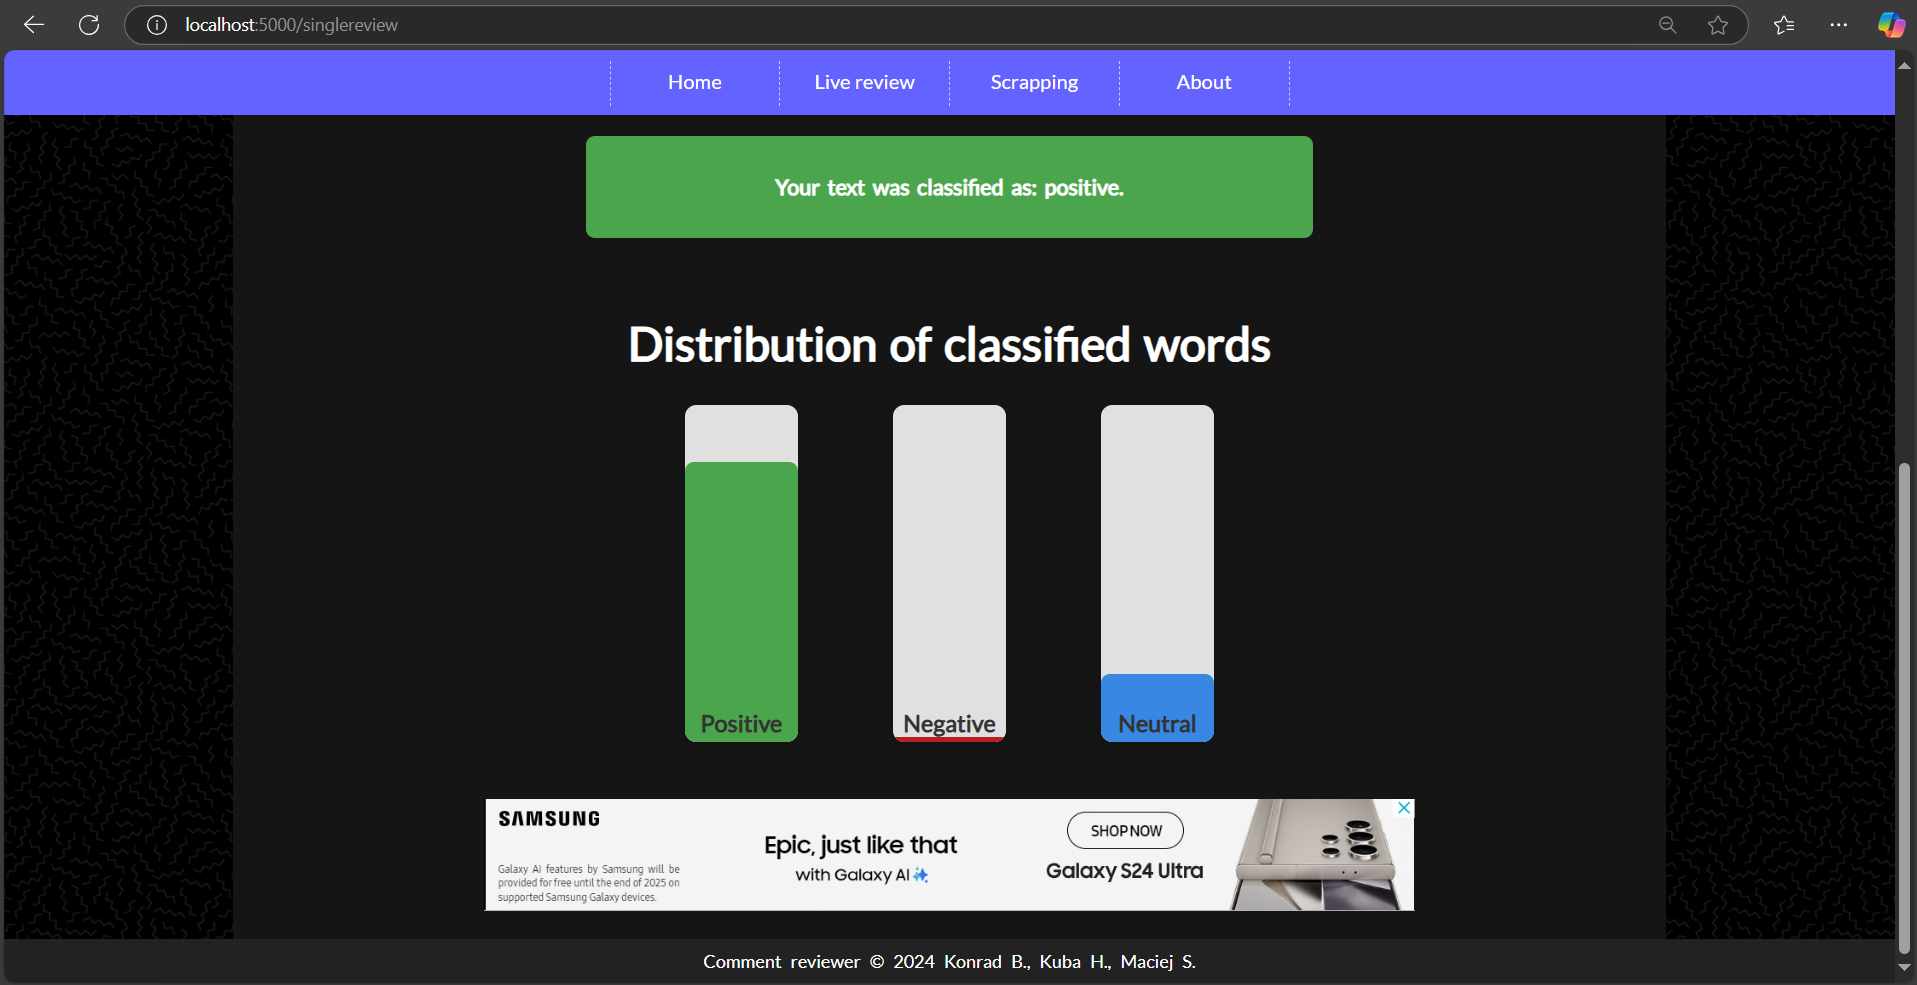 localhost:5000/singlereview
Home
Live review
Scrapping
About
Your text was classified as: positive.
Distribution of classified words
Positive
Negative
Neutral
SAMSUNG
Galaxy AI features by Samsung will be
provided for free until the end of 2025 on
supported Samsung Galaxy devices.
Epic, just like that
with Galaxy AI
SHOP NOW
Galaxy S24 Ultra
Comment reviewer © 2024 Konrad B., Kuba H., Maciej S.